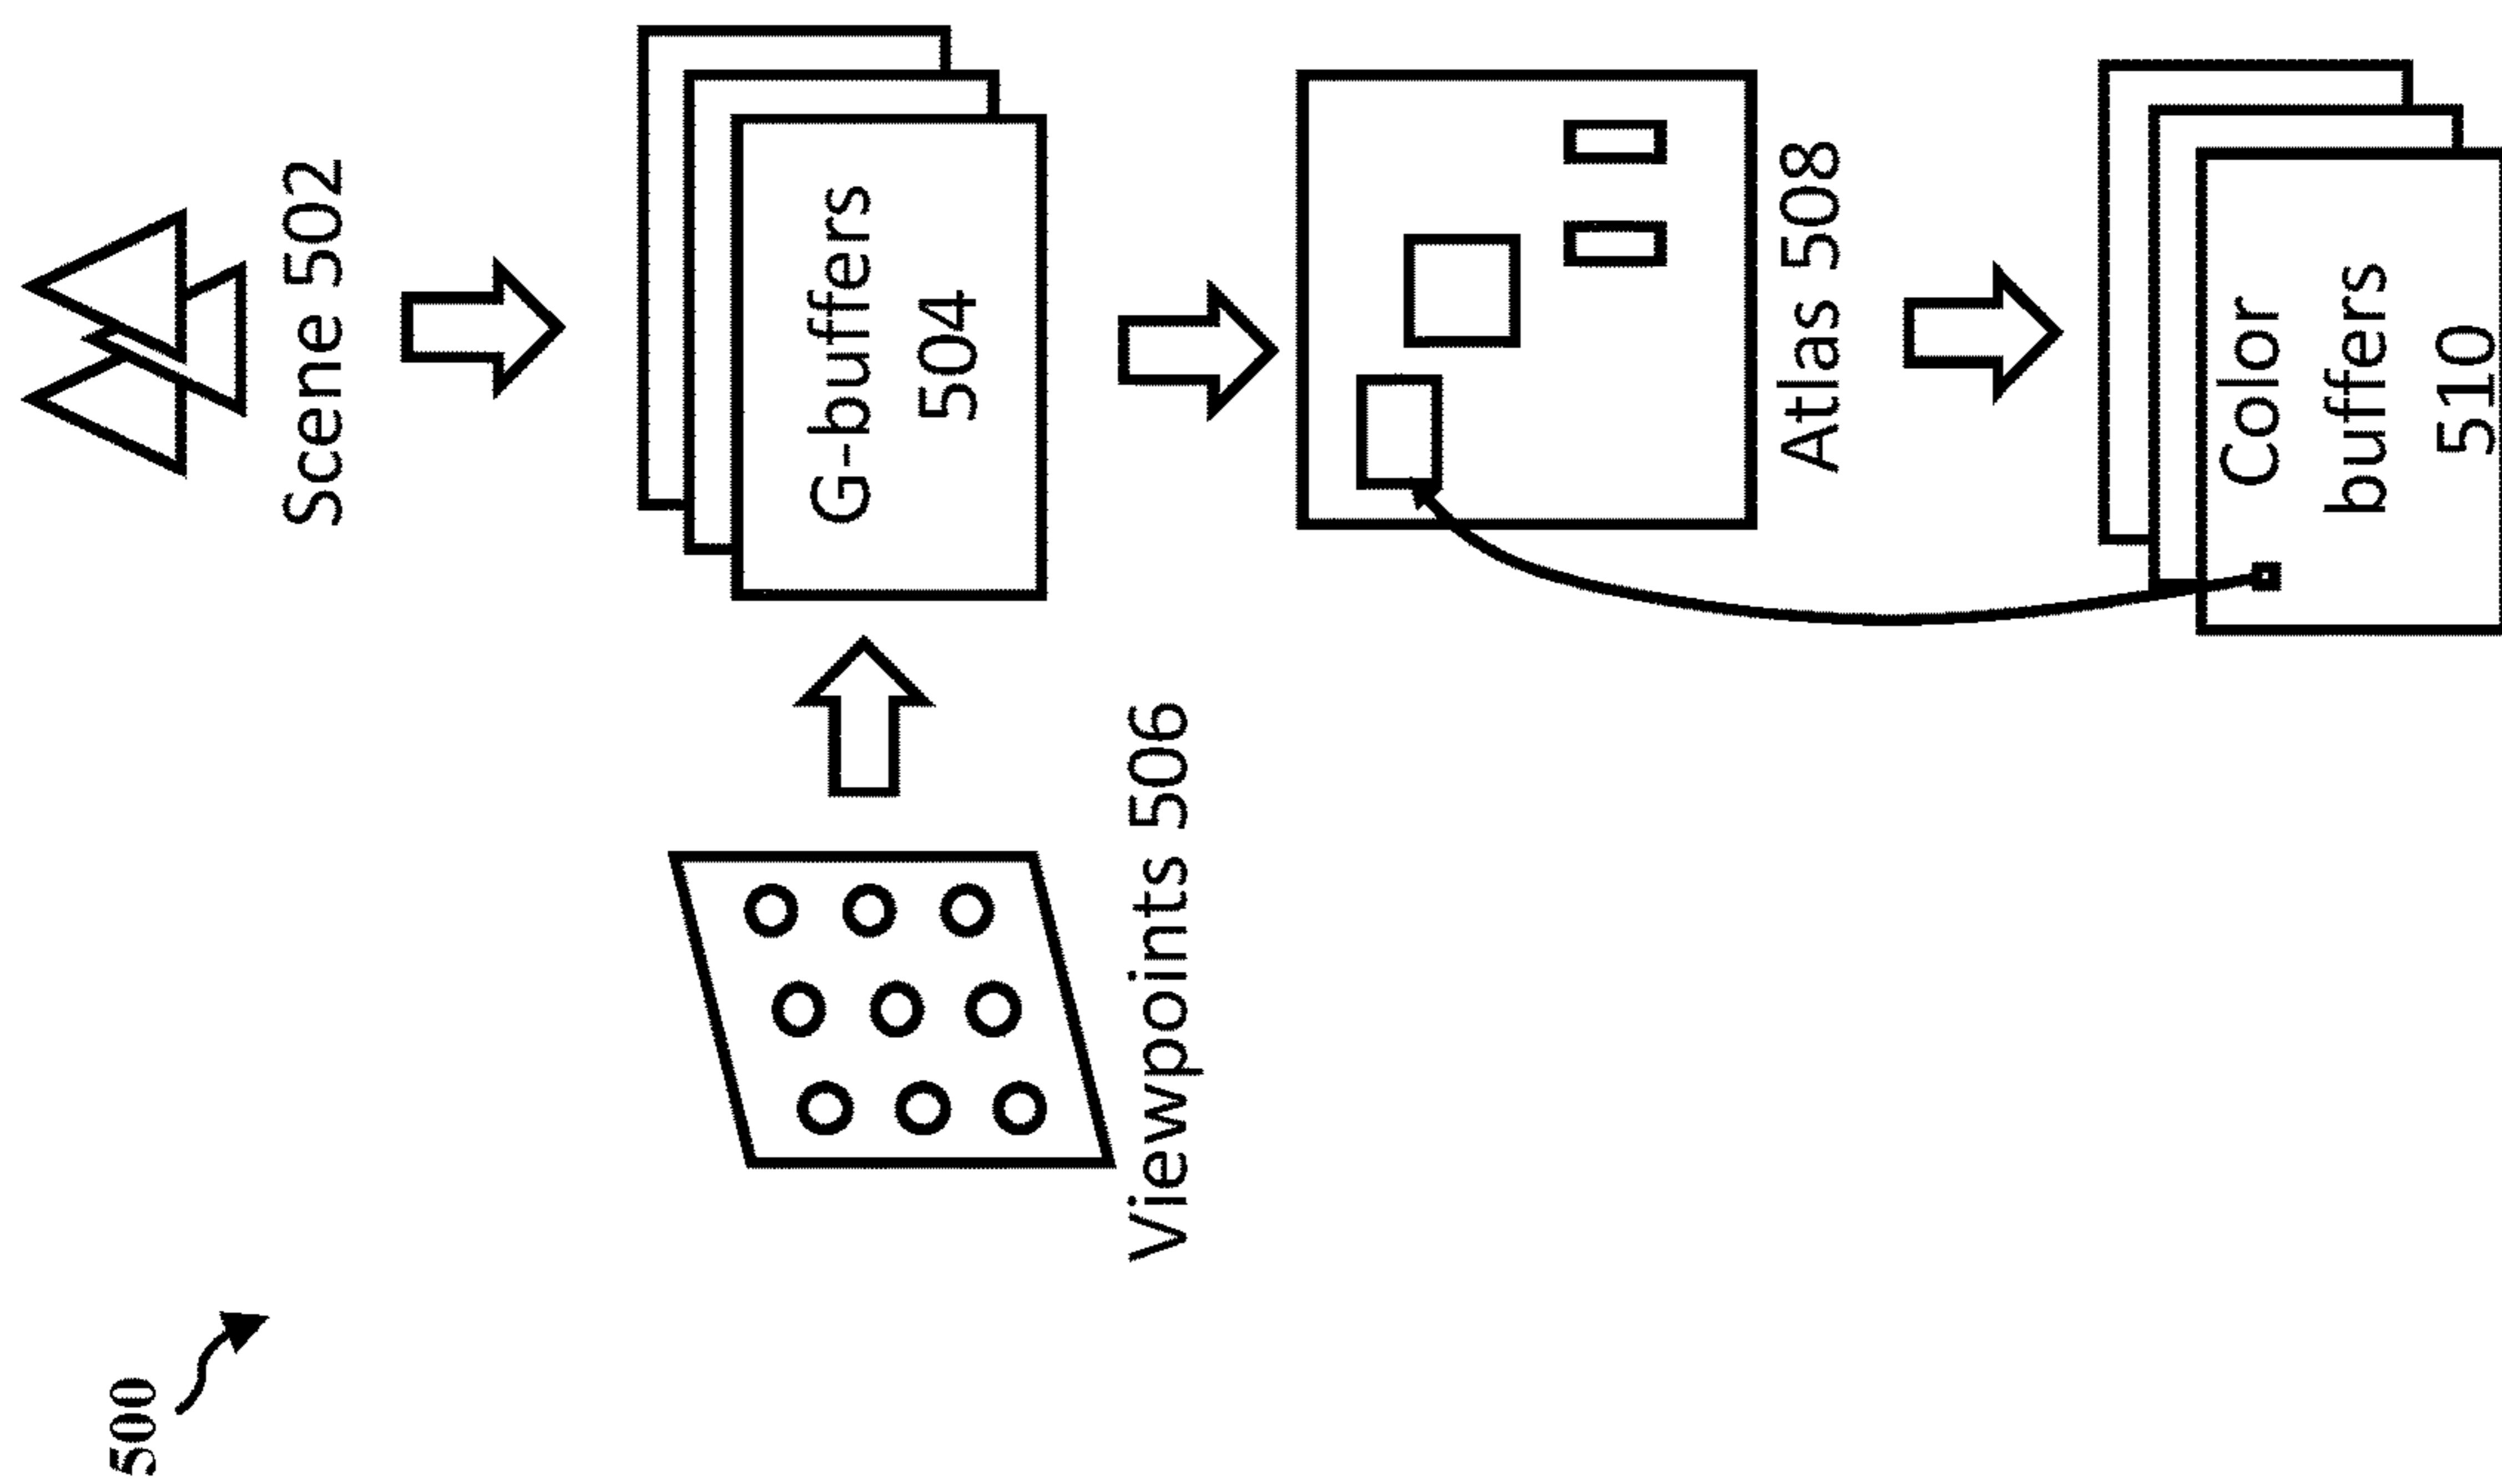 500
Scene 502
G-buffers
504
Viewpoints 506
Atlas 508
Color
buffers
510